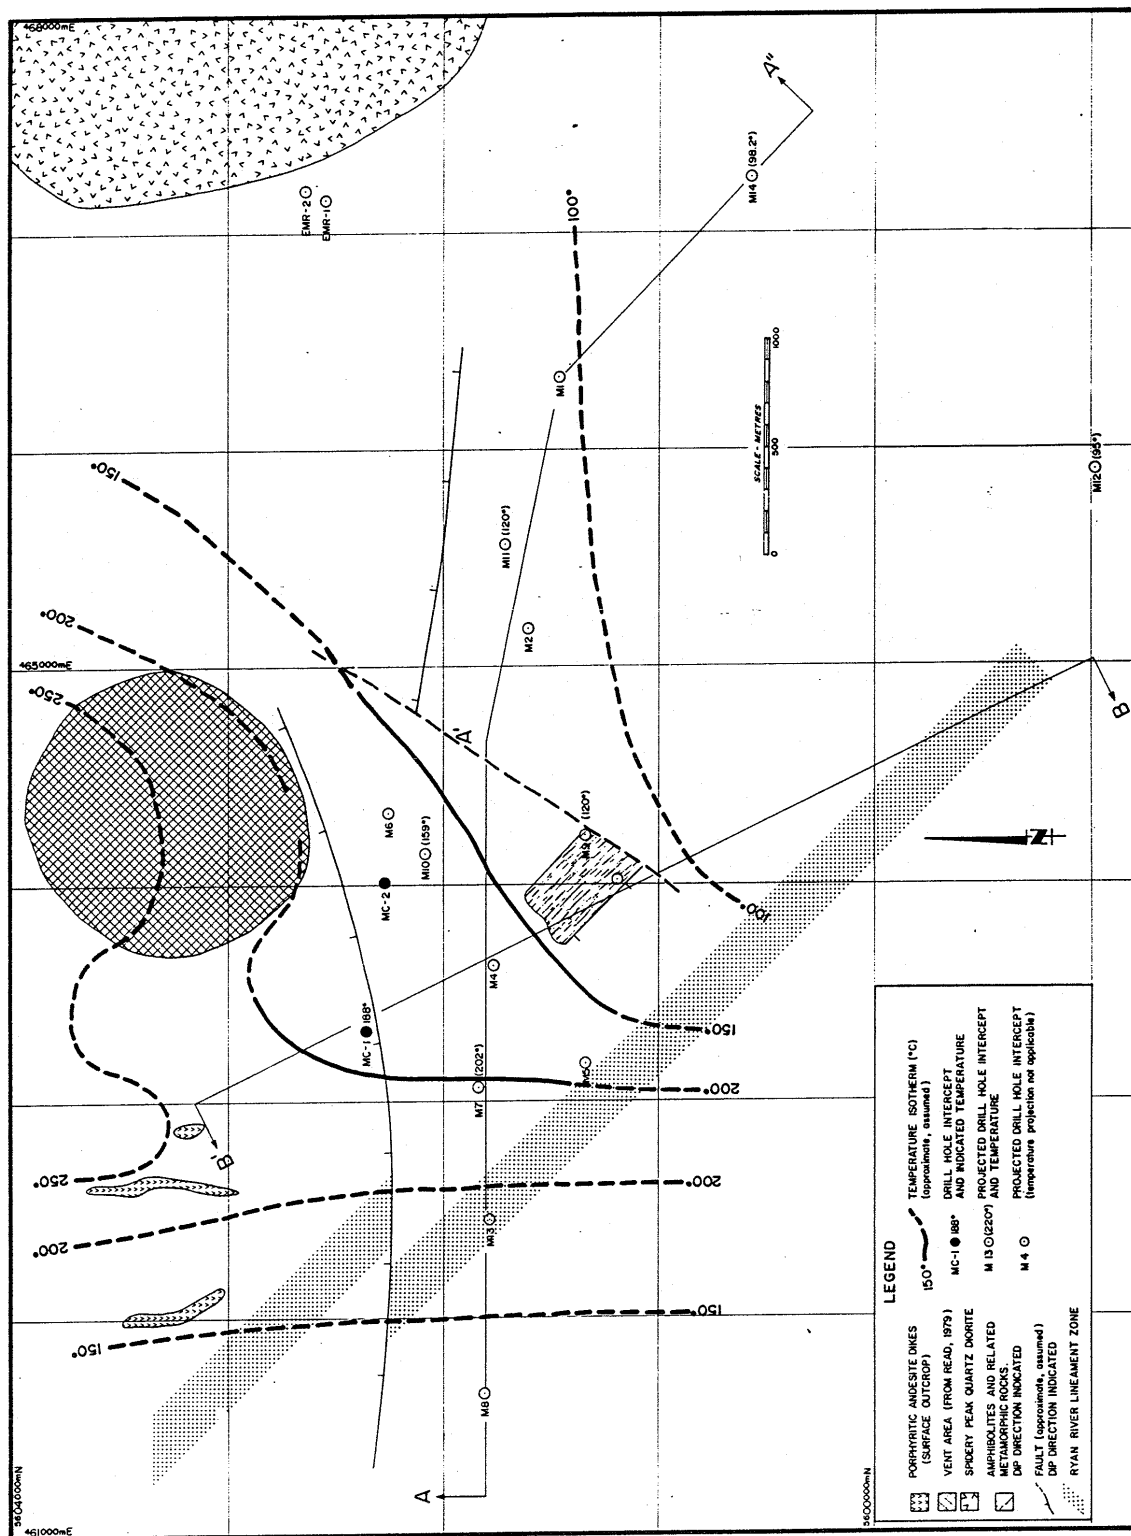 468000mE
A"
EMR-2
EMR-1
M14 (98.2°)
100°
M1
SCALE - METRES
0
500
1000
M12 (95°)
150°
M11 (120°)
200°
M2
465000mE
250°
A'
M6
M10 (159°)
M9 (120°)
MC-2
100°
B
N
M4
MC-1 188°
150°
M7 (202°)
M5
200°
B'
250°
200°
200°
M13
150°
150°
M8
A
5604000mN
461000mE
5600000mN
LEGEND
PORPHYRITIC ANDESITE DIKES
(SURFACE OUTCROP)
VENT AREA (FROM READ, 1979)
SPIDERY PEAK QUARTZ DIORITE
AMPHIBOLITES AND RELATED
METAMORPHIC ROCKS.
DIP DIRECTION INDICATED
FAULT (approximate, assumed)
DIP DIRECTION INDICATED
RYAN RIVER LINEAMENT ZONE
150° TEMPERATURE ISOTHERM (°C)
(approximate, assumed)
MC-1 188° DRILL HOLE INTERCEPT
AND INDICATED TEMPERATURE
M 13 (220°) PROJECTED DRILL HOLE INTERCEPT
AND TEMPERATURE
M 4 PROJECTED DRILL HOLE INTERCEPT
(temperature projection not applicable)